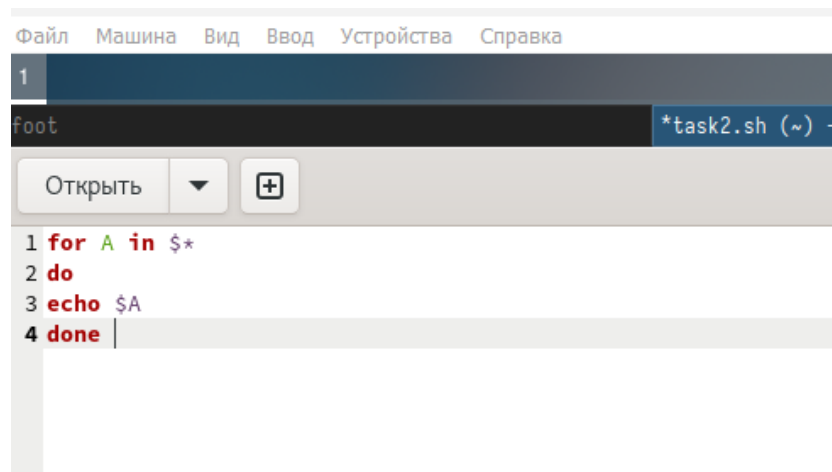 Файл Машина Вид Ввод Устройства Справка
1
foot *task2.sh (~) -
Открыть
1 for A in $*
2 do
3 echo $A
4 done